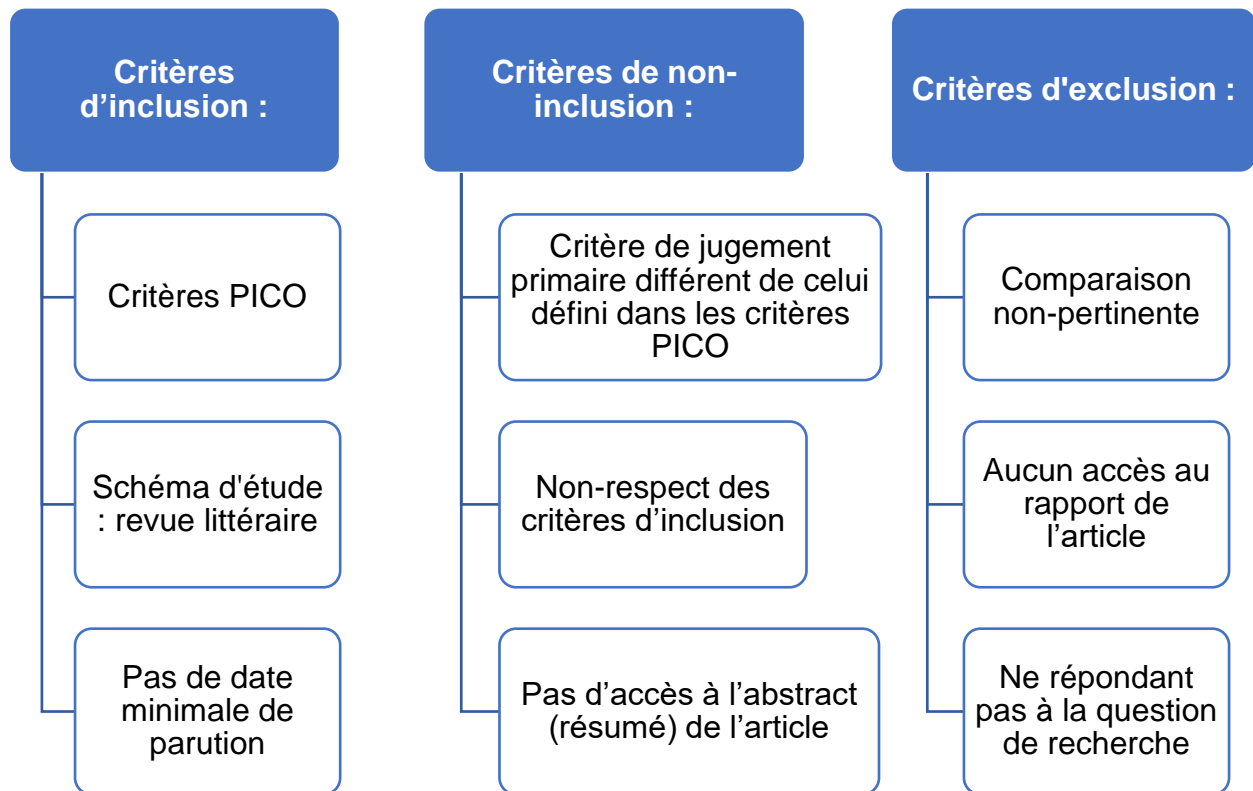 Critères
d’inclusion :
Critères PICO
Schéma d'étude
: revue littéraire
Pas de date
minimale de
parution
Critères de non-
inclusion :
Critère de jugement
primaire différent de celui
défini dans les critères
PICO
Non-respect des
critères d’inclusion
Pas d’accès à l’abstract
(résumé) de l’article
Critères d'exclusion :
Comparaison
non-pertinente
Aucun accès au
rapport de
l’article
Ne répondant
pas à la question
de recherche